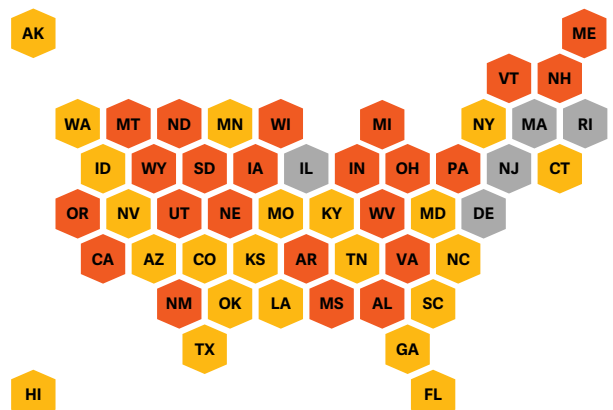 AK ME
VT NH
WA MT ND MN WI MI NY MA RI
ID WY SD IA IL IN OH PA NJ CT
OR NV UT NE MO KY WV MD DE
CA AZ CO KS AR TN VA NC
NM OK LA MS AL SC
TX GA
HI FL